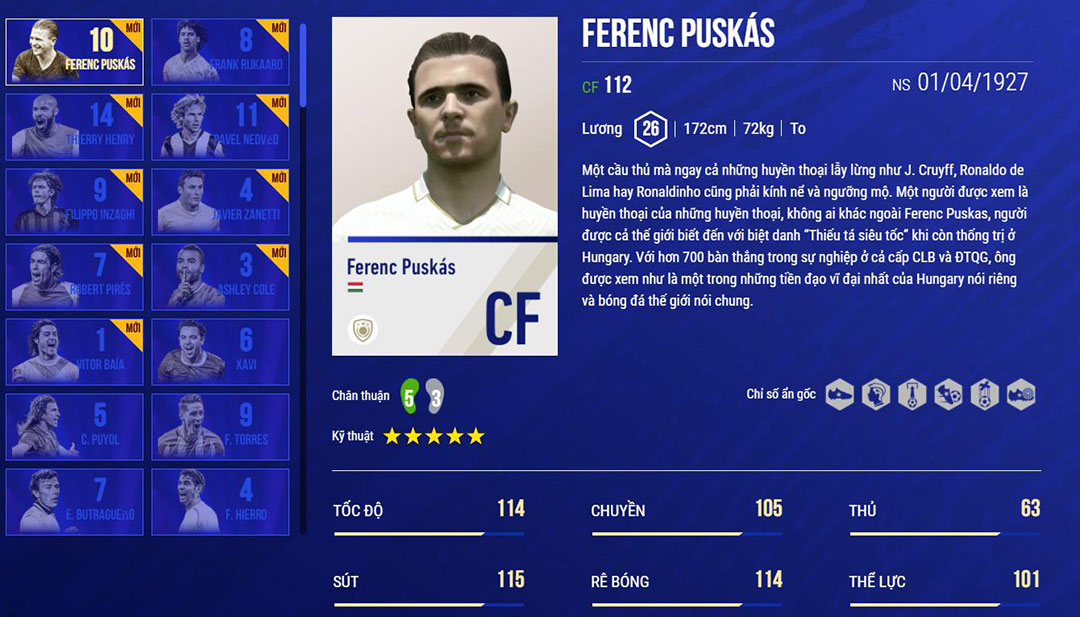 MỚI
10
FERENC PUSKÁS
MỚI
8
FRANK RIJKAARD
MỚI
14
THIERRY HENRY
MỚI
11
PAVEL NEDVĚD
MỚI
9
FILIPPO INZAGHI
MỚI
4
JAVIER ZANETTI
MỚI
7
ROBERT PIRÈS
MỚI
3
ASHLEY COLE
MỚI
1
VITOR BAÍA
6
XAVI
5
C. PUYOL
9
F. TORRES
7
E. BUTRAGUEÑO
4
F. HIERRO
Ferenc Puskás
CF
FERENC PUSKÁS
CF 112
NS 01/04/1927
Lương 26 | 172cm | 72kg | To
Một cầu thủ mà ngay cả những huyền thoại lẫy lừng như J. Cruyff, Ronaldo de
Lima hay Ronaldinho cũng phải kính nể và ngưỡng mộ. Một người được xem là
huyền thoại của những huyền thoại, không ai khác ngoài Ferenc Puskas, người
được cả thế giới biết đến với biệt danh “Thiếu tá siêu tốc” khi còn thống trị ở
Hungary. Với hơn 700 bàn thắng trong sự nghiệp ở cả cấp CLB và ĐTQG, ông
được xem như là một trong những tiền đạo vĩ đại nhất của Hungary nói riêng
và bóng đá thế giới nói chung.
Chân thuận 5 3
Chỉ số ẩn gốc
Kỹ thuật
TỐC ĐỘ 114
CHUYỀN 105
THỦ 63
SÚT 115
RÊ BÓNG 114
THỂ LỰC 101